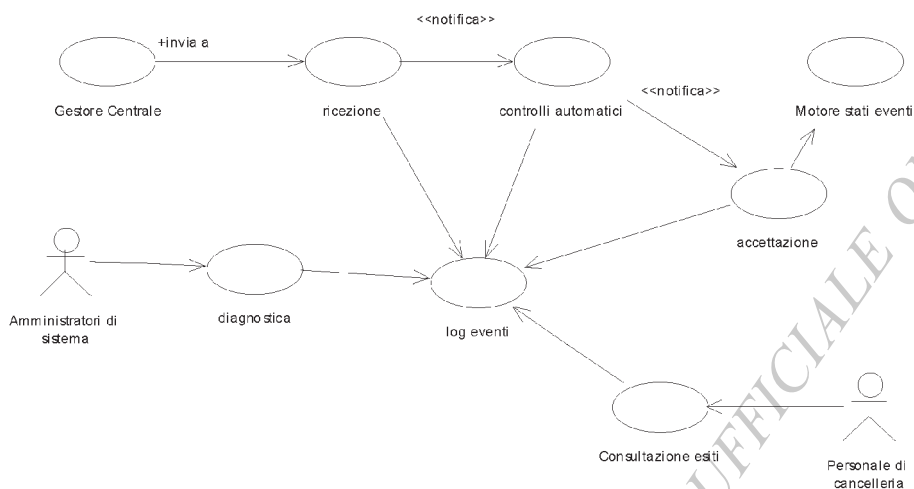 <<notifica>>
+invia a
<<notifica>>
Gestore Centrale
ricezione
controlli automatici
Motore stati eventi
accettazione
Amministratori di
sistema
diagnostica
log eventi
Consultazione esiti
Personale di
cancelleria
UFFICIALE